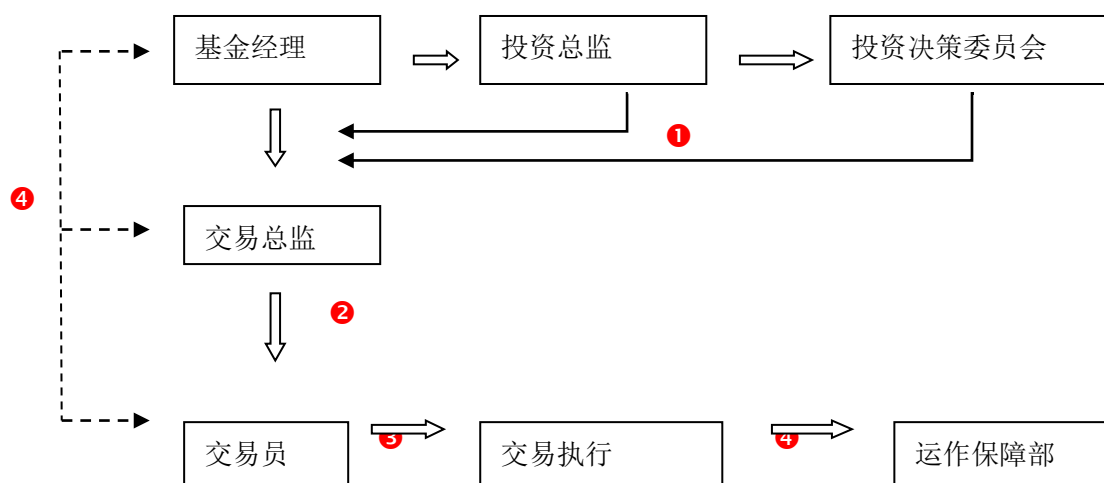 基金经理
投资总监
投资决策委员会
❶
❹
交易总监
❷
交易员
❸
交易执行
❹
运作保障部